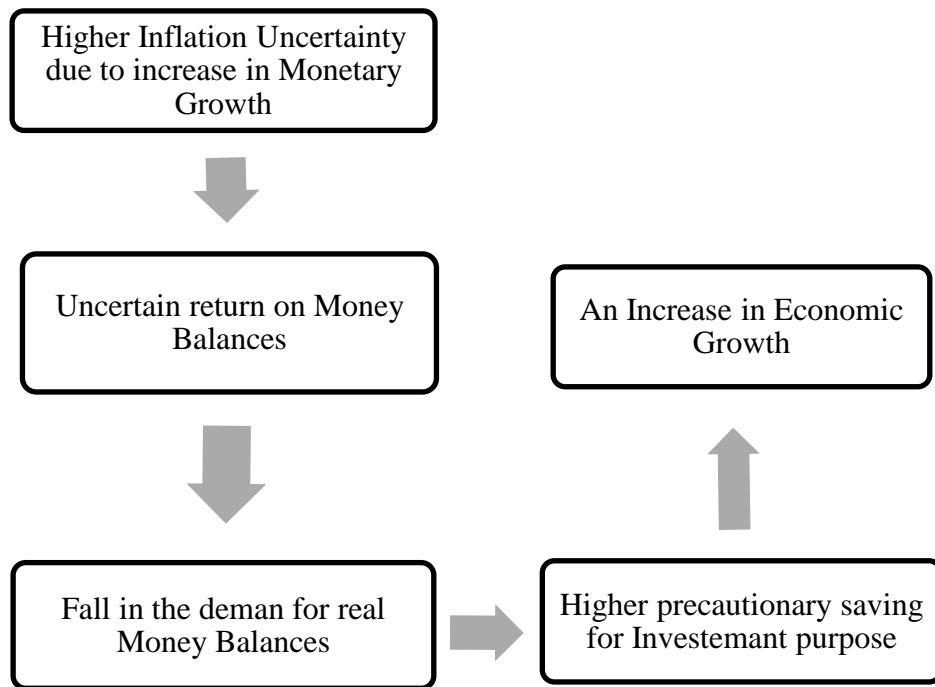 Higher Inflation Uncertainty
due to increase in Monetary
Growth
Uncertain return on Money
Balances
Fall in the deman for real
Money Balances
Higher precautionary saving
for Investemant purpose
An Increase in Economic
Growth